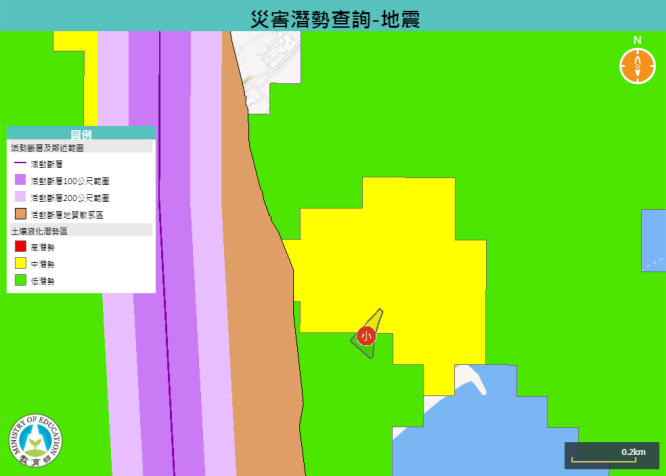 災害潛勢查詢-地震
N
圖例
活動斷層及鄰近範圍
活動斷層
活動斷層100公尺範圍
活動斷層200公尺範圍
活動斷層地質敏感區
土壤液化潛勢區
高潛勢
中潛勢
低潛勢
小
MINISTRY OF EDUCATION
教育部
0.2km